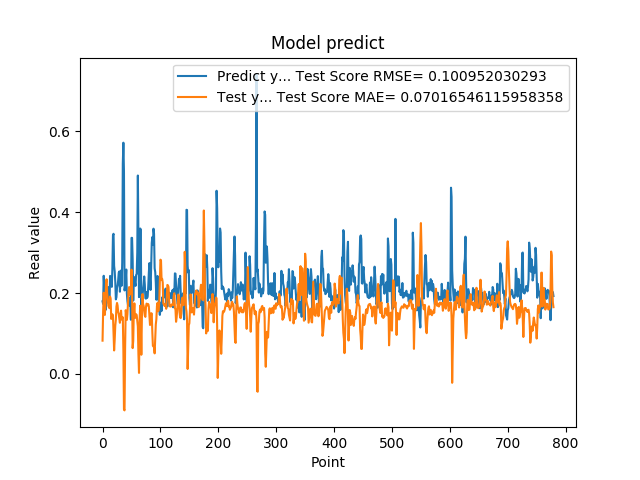 Model predict
Predict y... Test Score RMSE= 0.100952030293
Test y... Test Score MAE= 0.07016546115958358
Real value
0.6
0.4
0.2
0.0
0 100 200 300 400 500 600 700 800
Point